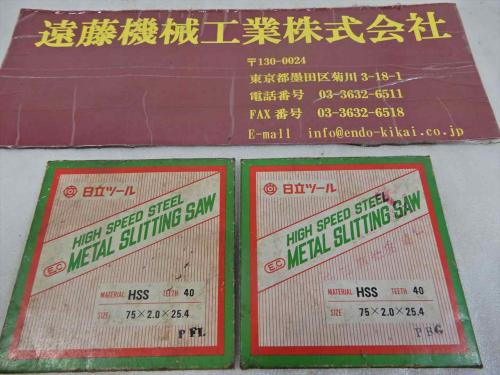 遠藤機械工業株式会社
〒130-0024
東京都墨田区菊川3-18-1
電話番号 03-3632-6511
FAX番号 03-3632-6518
E-mail info@endo-kikai.co.jp
日立ツール
HIGH SPEED STEEL
E.C METAL SLITTING SAW
MATERIAL HSS TEETH 40
SIZE 75×2.0×25.4
日立ツール
HIGH SPEED STEEL
E.C METAL SLITTING SAW
MATERIAL HSS TEETH 40
SIZE 75×2.0×25.4